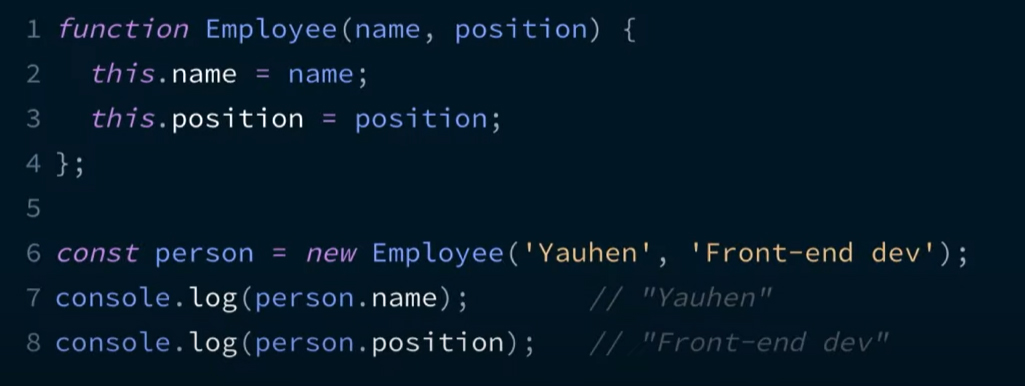 1 function Employee(name, position) {
2   this.name = name;
3   this.position = position;
4 };
5
6 const person = new Employee('Yauhen', 'Front-end dev');
7 console.log(person.name);       // "Yauhen"
8 console.log(person.position);   // "Front-end dev"